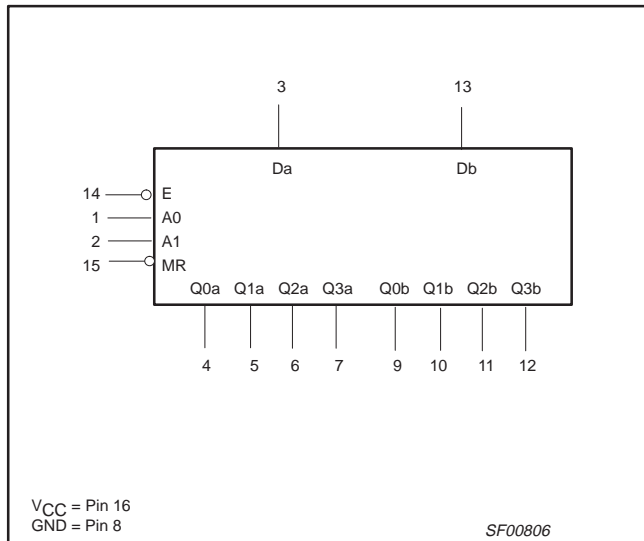 3 13
Da Db
14 E
1 A0
2 A1
15 MR
Q0a Q1a Q2a Q3a Q0b Q1b Q2b Q3b
4 5 6 7 9 10 11 12
VCC = Pin 16
GND = Pin 8
SF00806